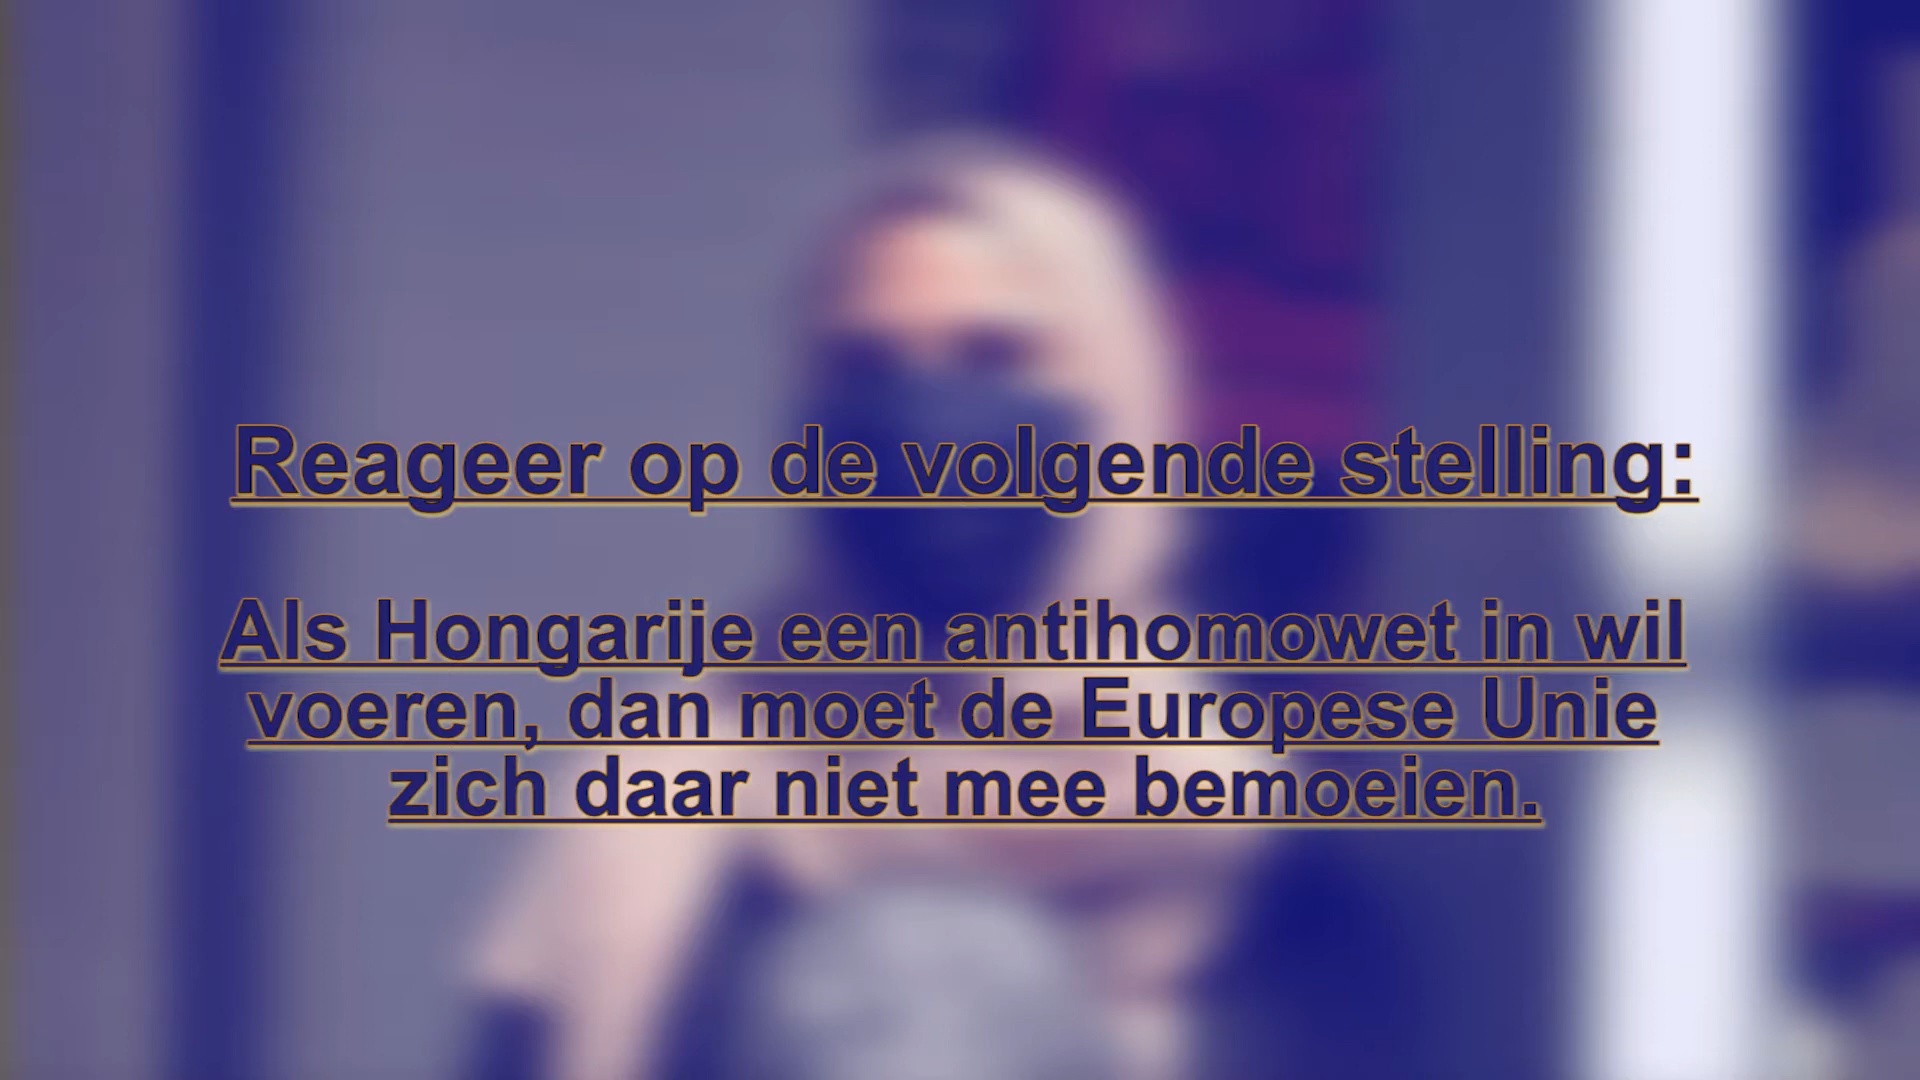 Reageer op de volgende stelling:
Als Hongarije een antihomowet in wil
voeren, dan moet de Europese Unie
zich daar niet mee bemoeien.